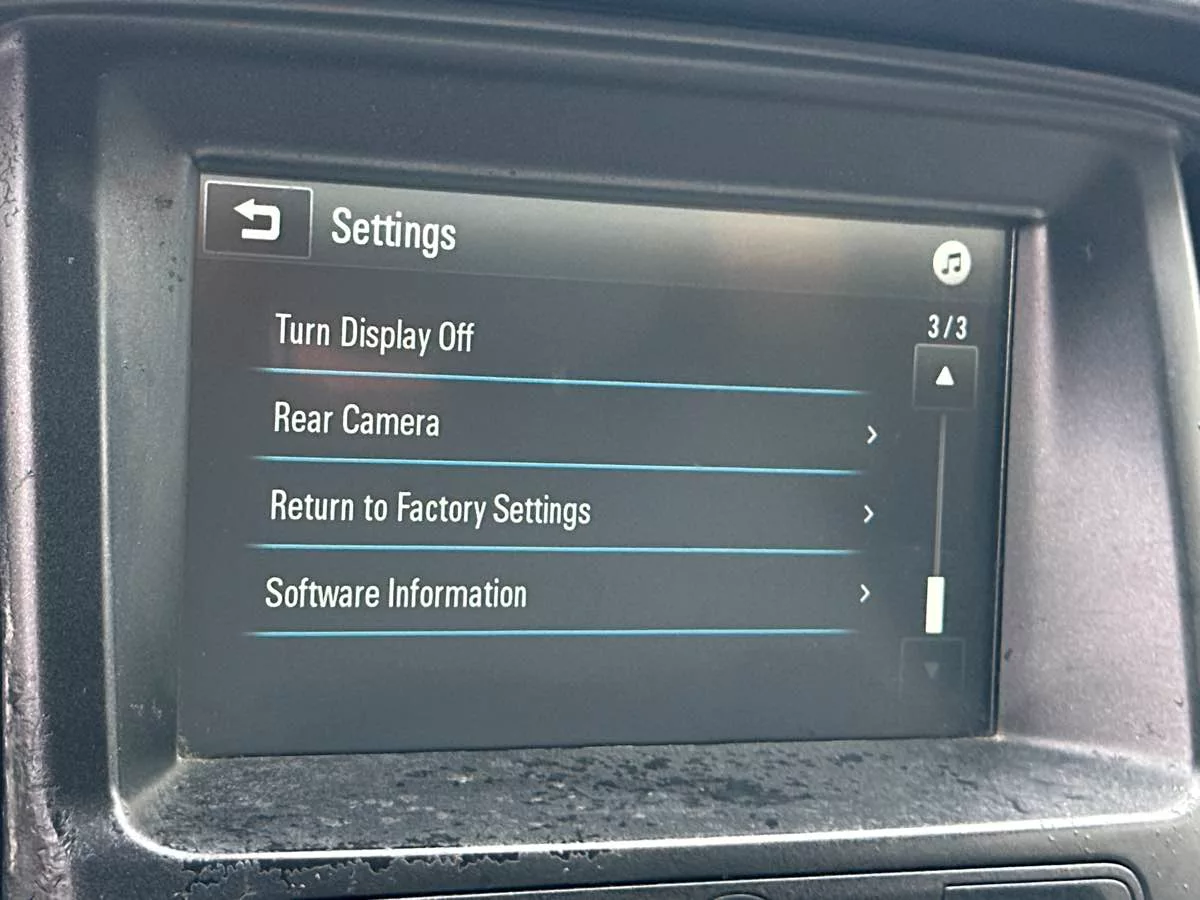 Settings
3/3
Turn Display Off
Rear Camera
Return to Factory Settings
Software Information